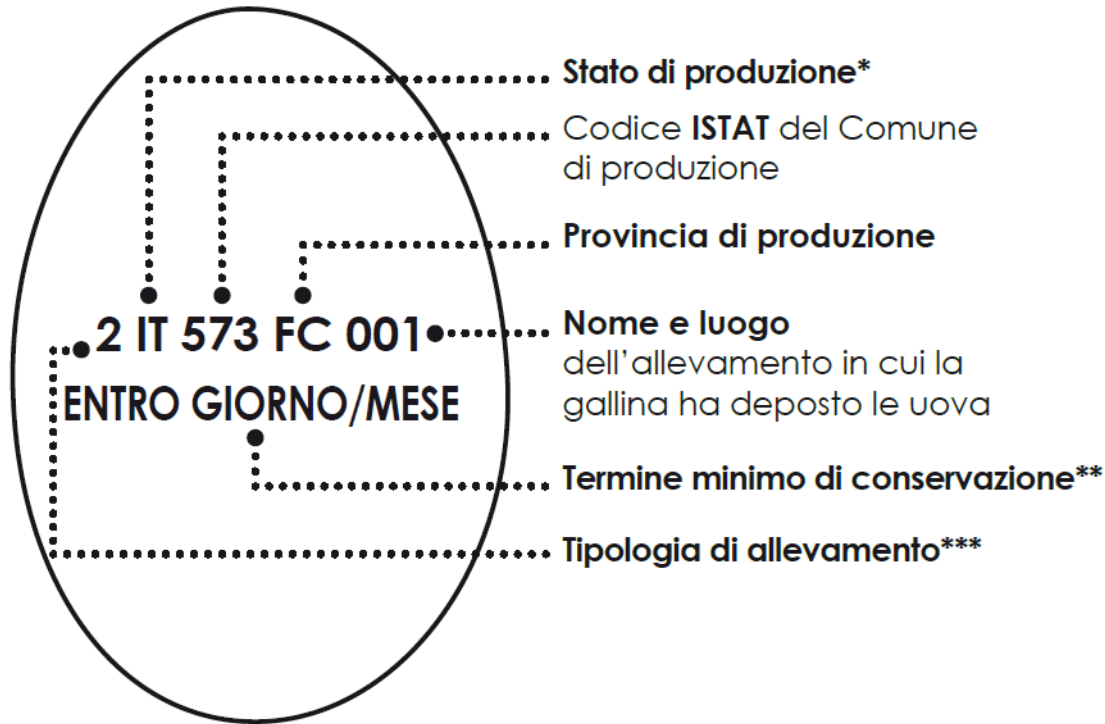 Stato di produzione*
Codice ISTAT del Comune
di produzione
Provincia di produzione
2 IT 573 FC 001
ENTRO GIORNO/MESE
Nome e luogo
dell'allevamento in cui la
gallina ha deposto le uova
Termine minimo di conservazione**
Tipologia di allevamento***